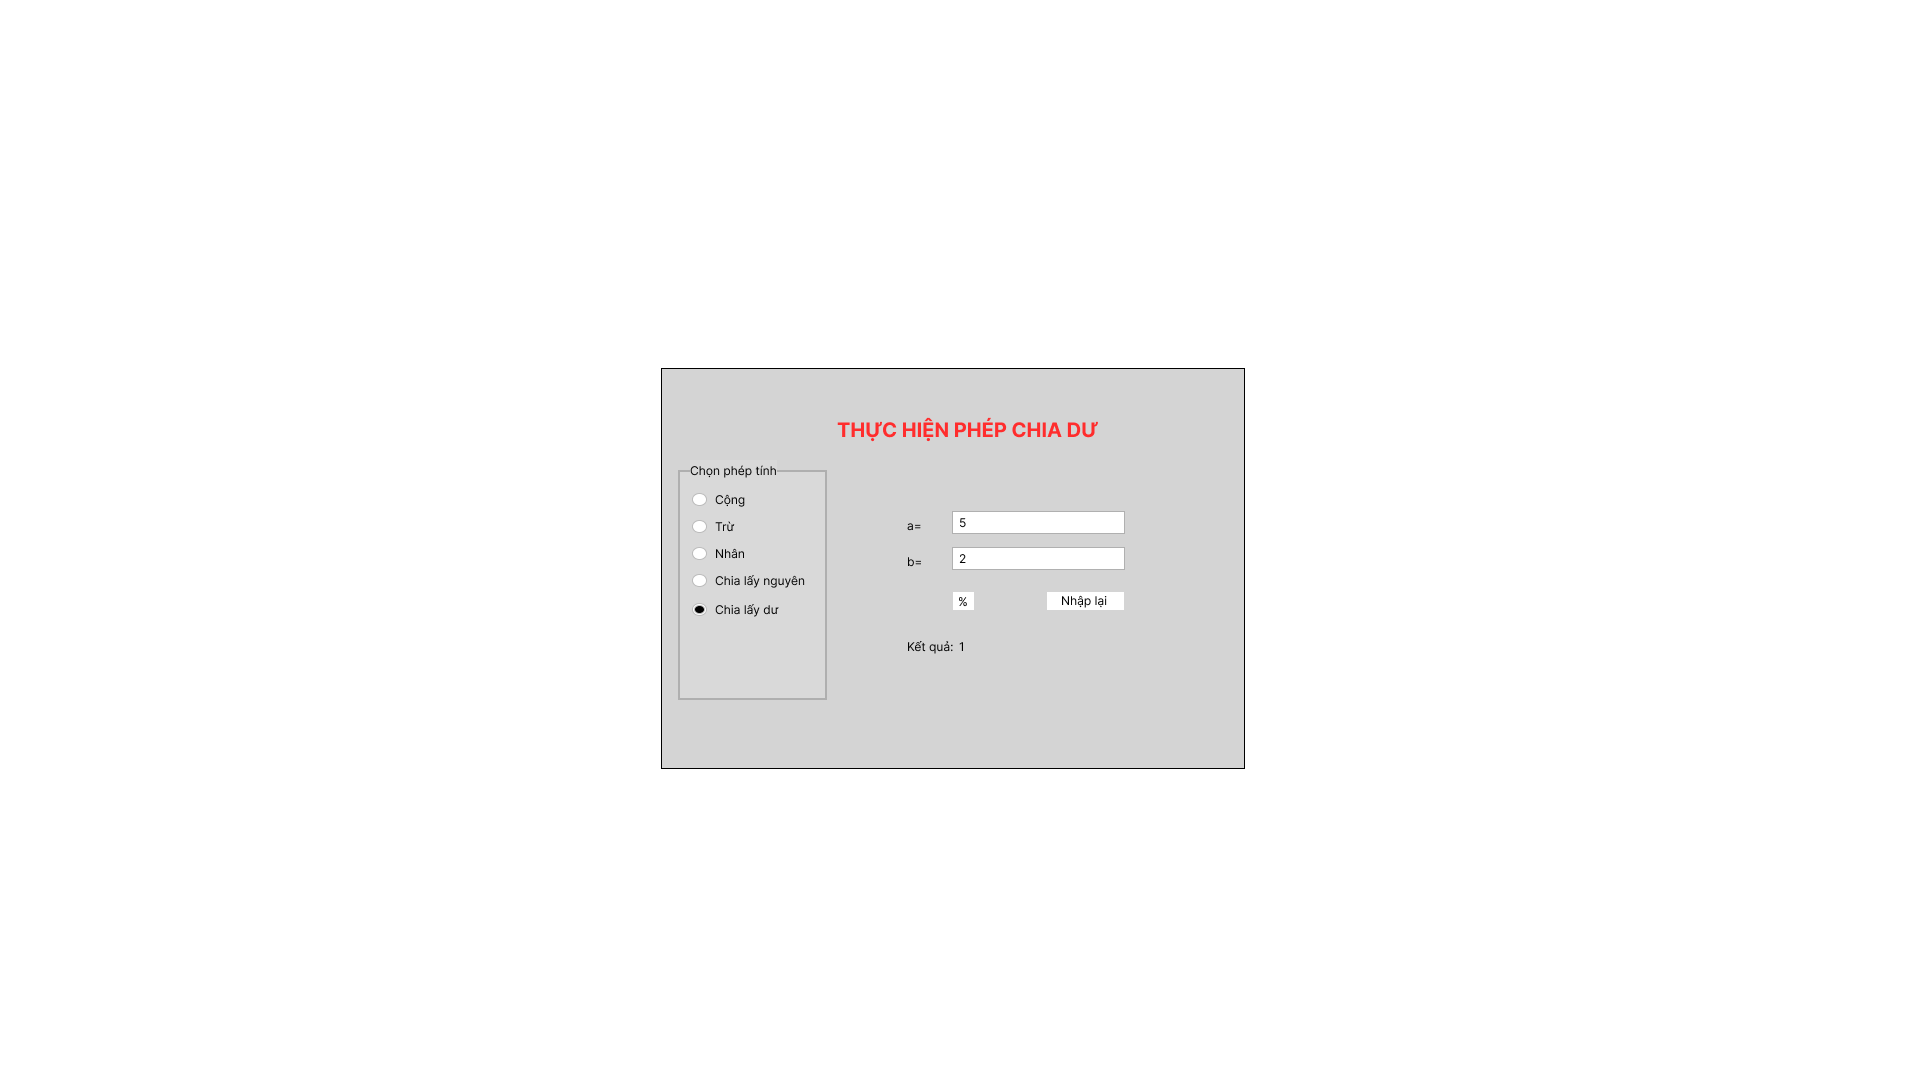 THỰC HIỆN PHÉP CHIA DƯ
Chọn phép tính
Cộng
Trừ
Nhân
Chia lấy nguyên
Chia lấy dư
a= 5
b= 2
% Nhập lại
Kết quả: 1